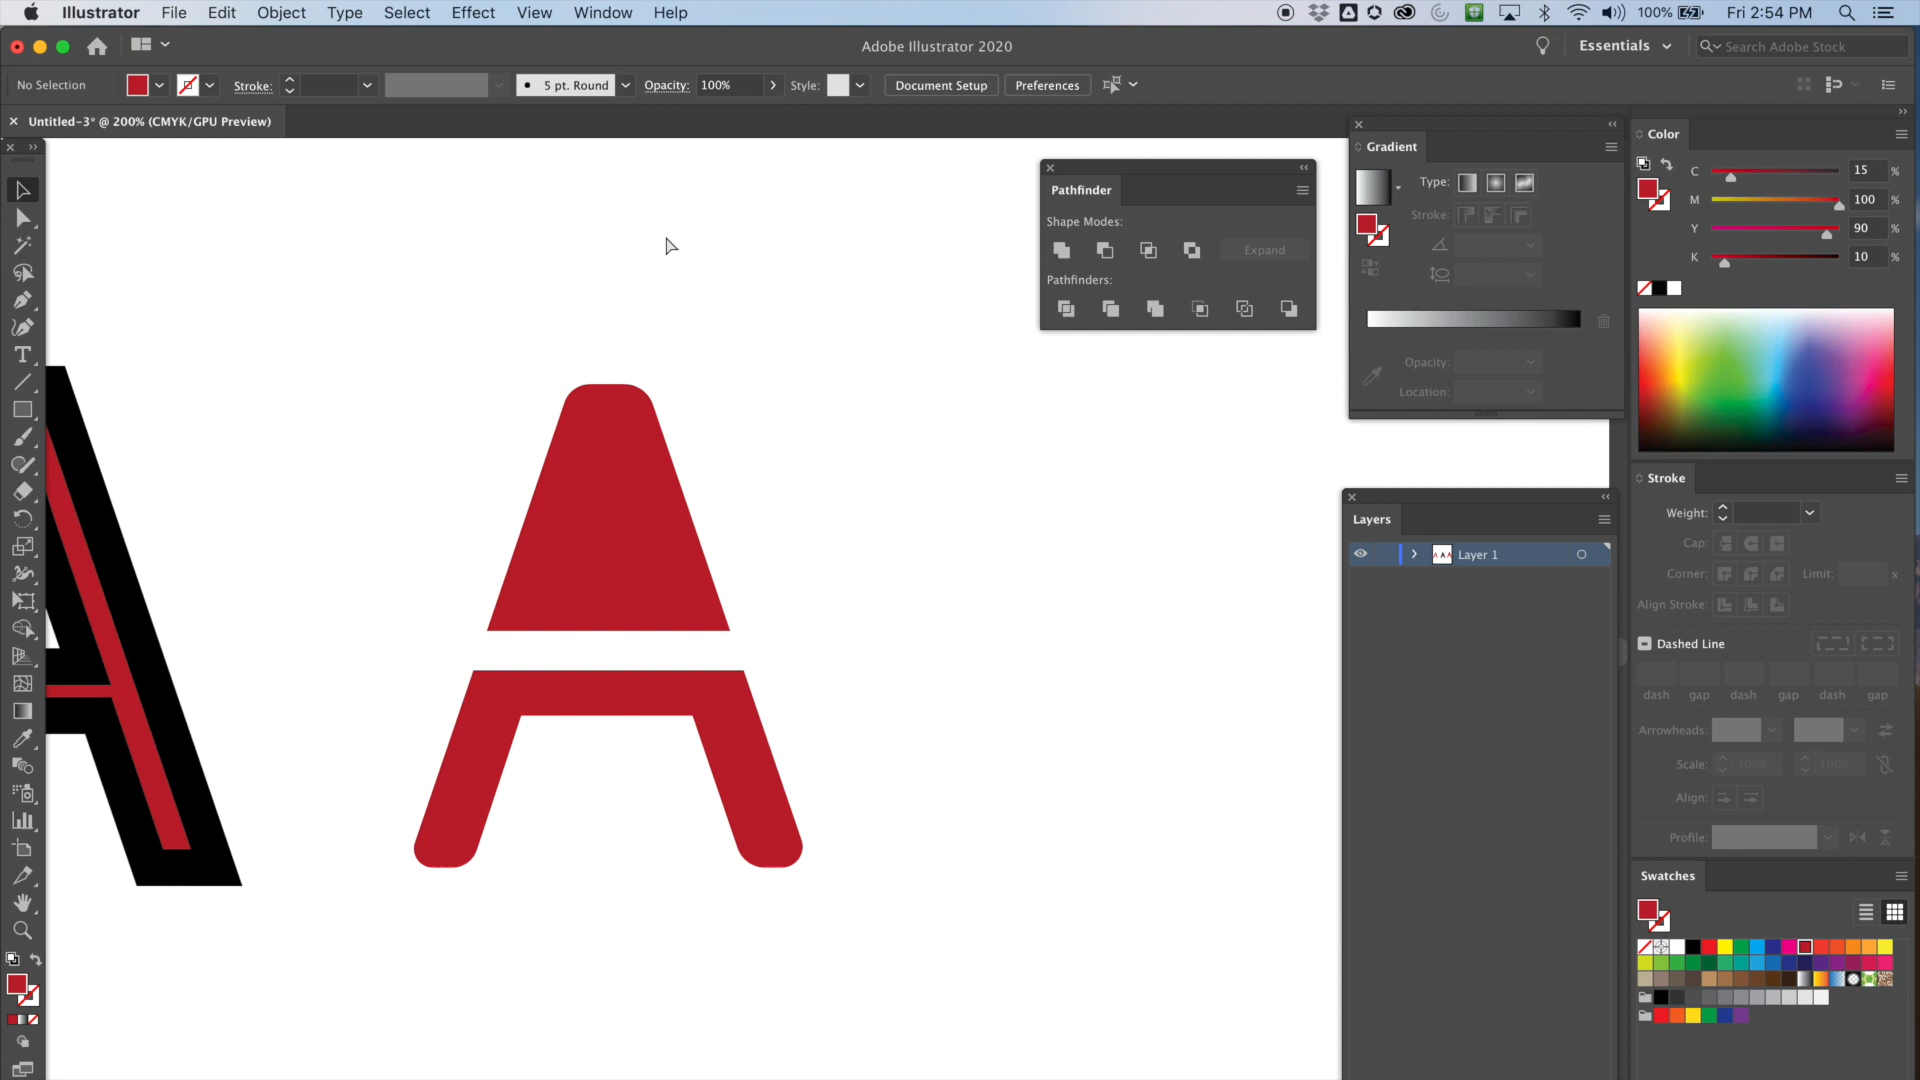 Illustrator File Edit Object Type Select Effect View Window Help
100% Fri 2:54 PM
Adobe Illustrator 2020
Essentials
Search Adobe Stock
No Selection Stroke: 5 pt. Round Opacity: 100% Style: Document Setup Preferences
Untitled-3* @ 200% (CMYK/GPU Preview)
Pathfinder
Shape Modes:
Expand
Pathfinders:
Gradient
Type:
Stroke:
Opacity:
Location:
Layers
Layer 1
Color
C 15 %
M 100 %
Y 90 %
K 10 %
Stroke
Weight:
Cap:
Corner: Limit: x
Align Stroke:
Dashed Line
dash gap dash gap dash gap
Arrowheads:
Scale: 100% 100%
Align:
Profile:
Swatches
A
A